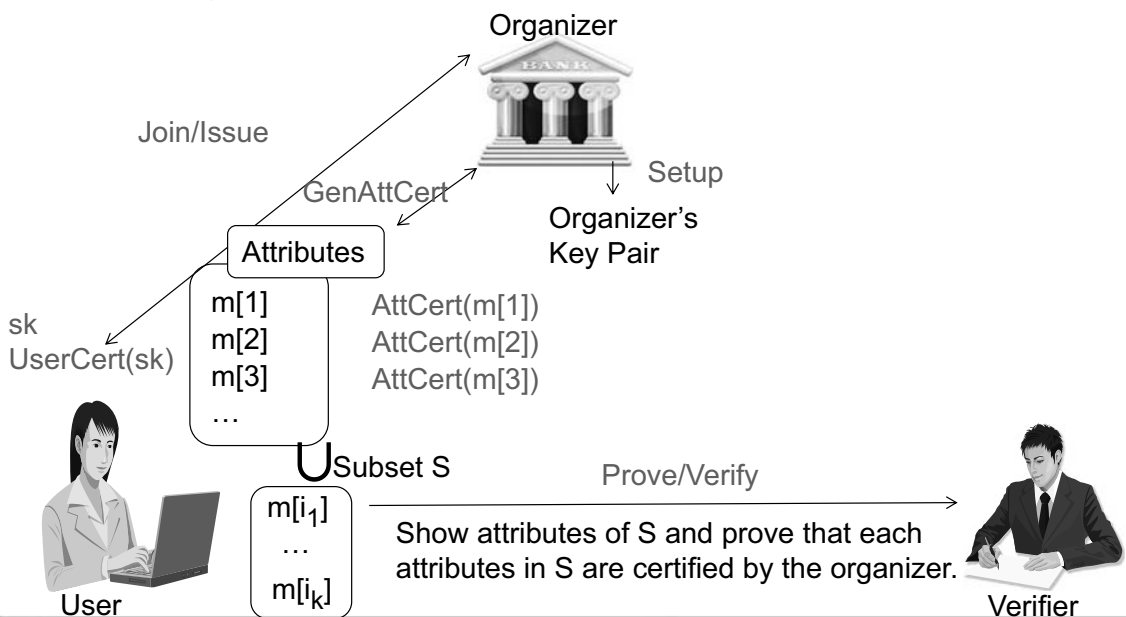 Organizer
BANK
Join/Issue
GenAttCert
Setup
Organizer's
Key Pair
Attributes
m[1]
AttCert(m[1])
m[2]
AttCert(m[2])
m[3]
AttCert(m[3])
…
sk
UserCert(sk)
Subset S
m[i₁]
…
m[iₖ]
Prove/Verify
Show attributes of S and prove that each
attributes in S are certified by the organizer.
User
Verifier